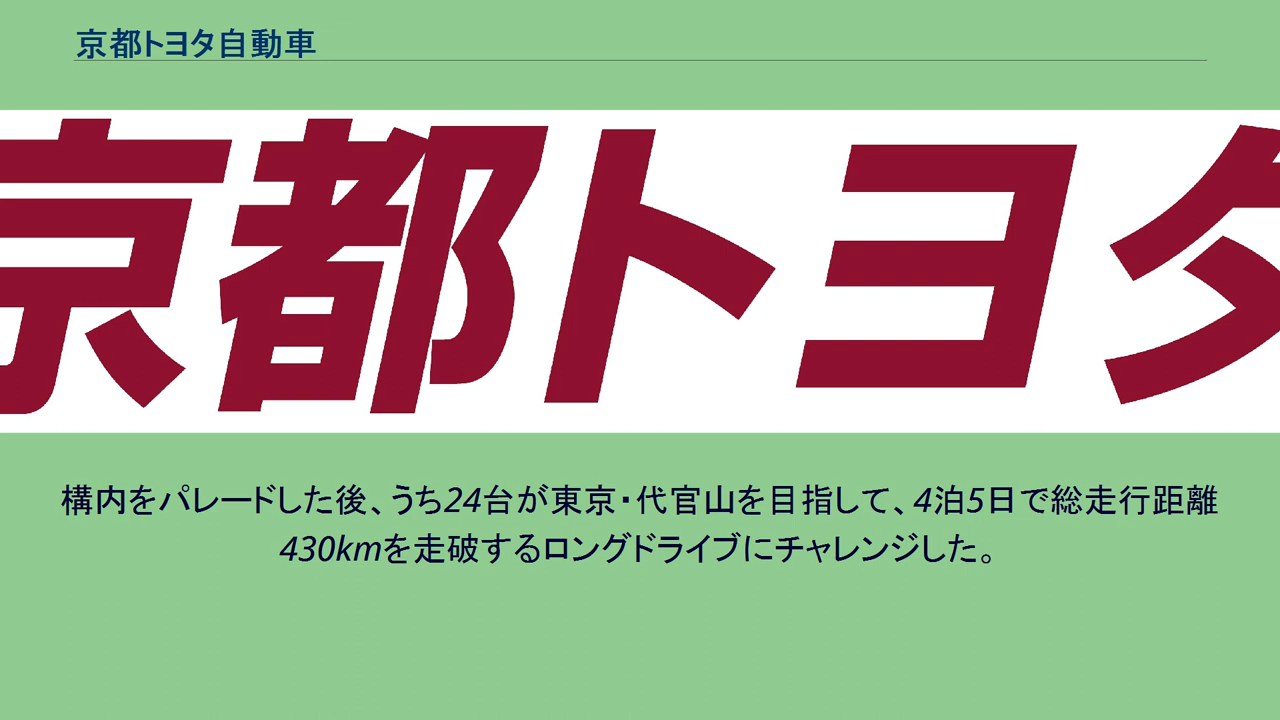 京都トヨタ自動車
京都トヨタ
構内をパレードした後、うち24台が東京・代官山を目指して、4泊5日で総走行距離
430kmを走破するロングドライブにチャレンジした。